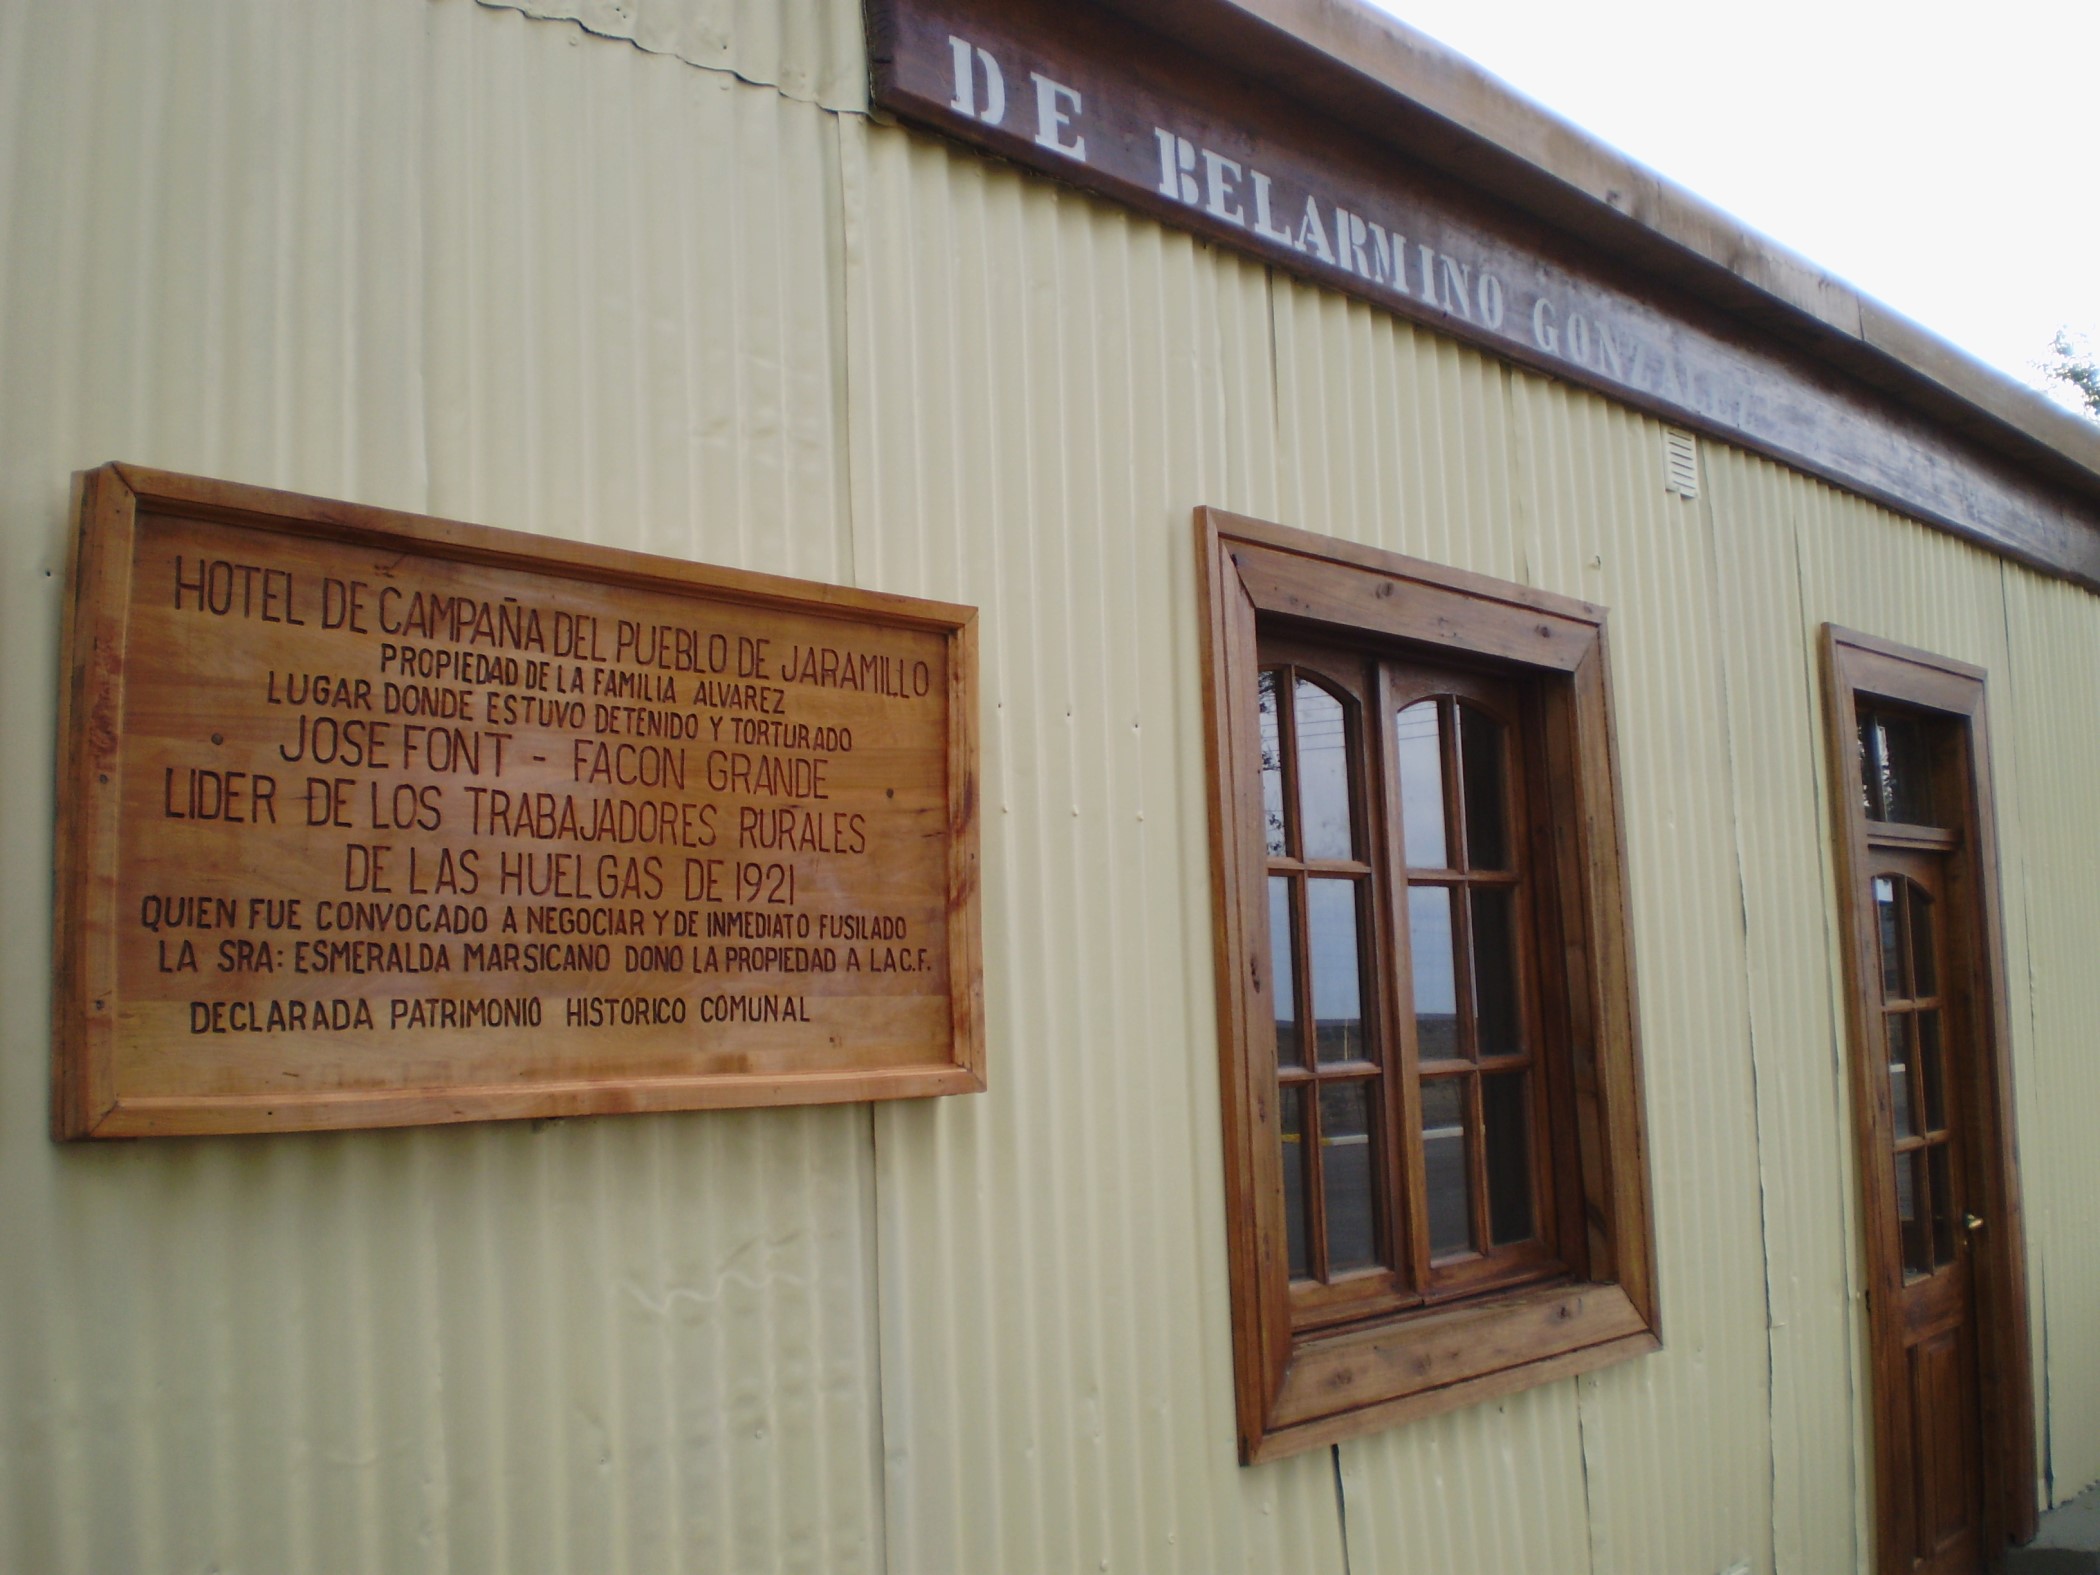 DE BELARMINO GONZALEZ
HOTEL DE CAMPAÑA DEL PUEBLO DE JARAMILLO
PROPIEDAD DE LA FAMILIA ALVAREZ
LUGAR DONDE ESTUVO DETENIDO Y TORTURADO
JOSE FONT - FACON GRANDE
LIDER DE LOS TRABAJADORES RURALES
DE LAS HUELGAS DE 1921
QUIEN FUE CONVOCADO A NEGOCIAR Y DE INMEDIATO FUSILADO
LA SRA: ESMERALDA MARSICANO DONO LA PROPIEDAD A LA C.F.
DECLARADA PATRIMONIO HISTORICO COMUNAL